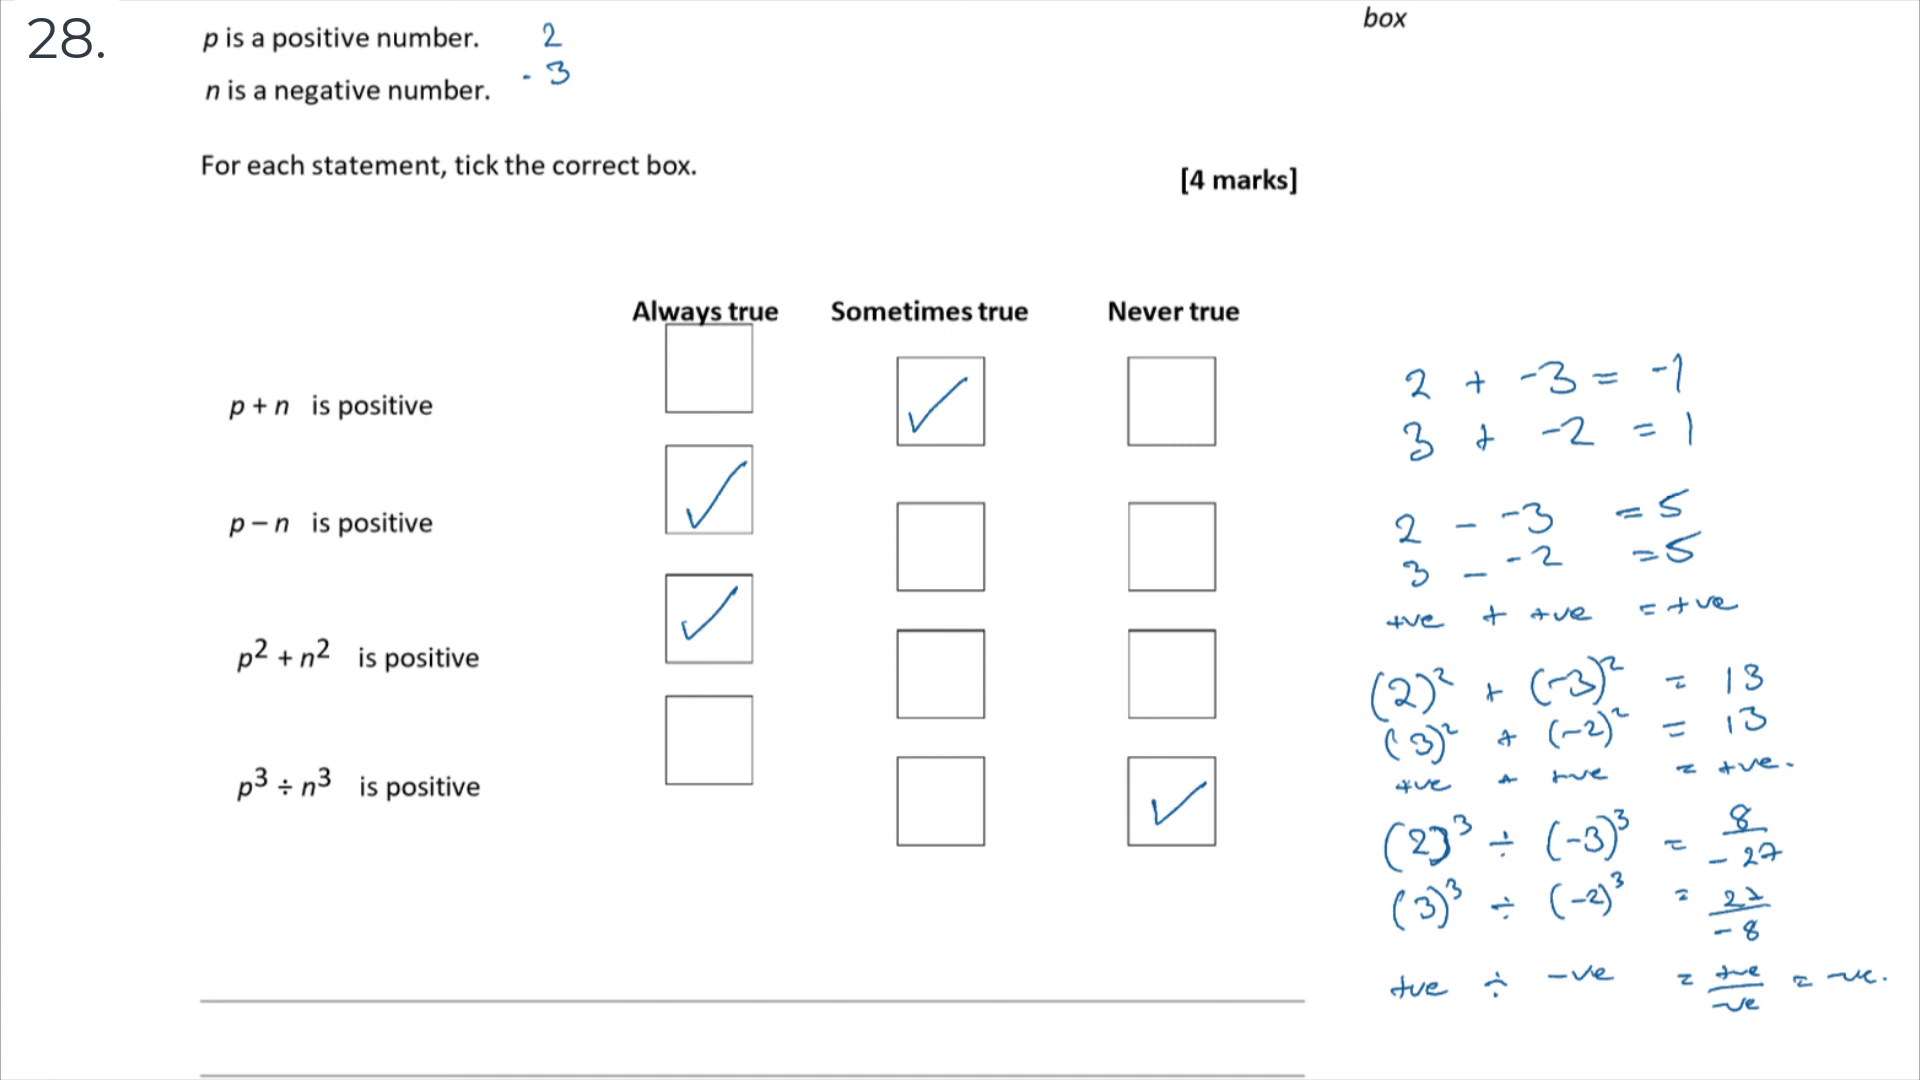 28.
box
p is a positive number. 2
n is a negative number. - 3
For each statement, tick the correct box.
[4 marks]
Always true Sometimes true Never true
p + n is positive
p – n is positive
p² + n² is positive
p³ ÷ n³ is positive
2 + -3 = -1
3 + -2 = 1
2 - -3 = 5
3 - -2 = 5
+ve + +ve = +ve
(2)² + (-3)² = 13
(3)² + (-2)² = 13
+ve + +ve = +ve.
(2)³ ÷ (-3)³ = 8/-27
(3)³ ÷ (-2)³ = 27/-8
+ve ÷ -ve = +ve/-ve = -ve.